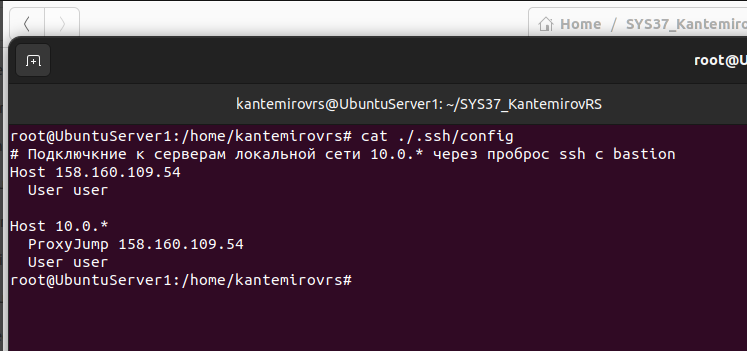 Home / SYS37_Kantemirov
root@U
kantemirovrs@UbuntuServer1: ~/SYS37_KantemirovRS
root@UbuntuServer1:/home/kantemirovrs# cat ./.ssh/config
# Подключкние к серверам локальной сети 10.0.* через проброс ssh с bastion
Host 158.160.109.54
  User user

Host 10.0.*
  ProxyJump 158.160.109.54
  User user
root@UbuntuServer1:/home/kantemirovrs#